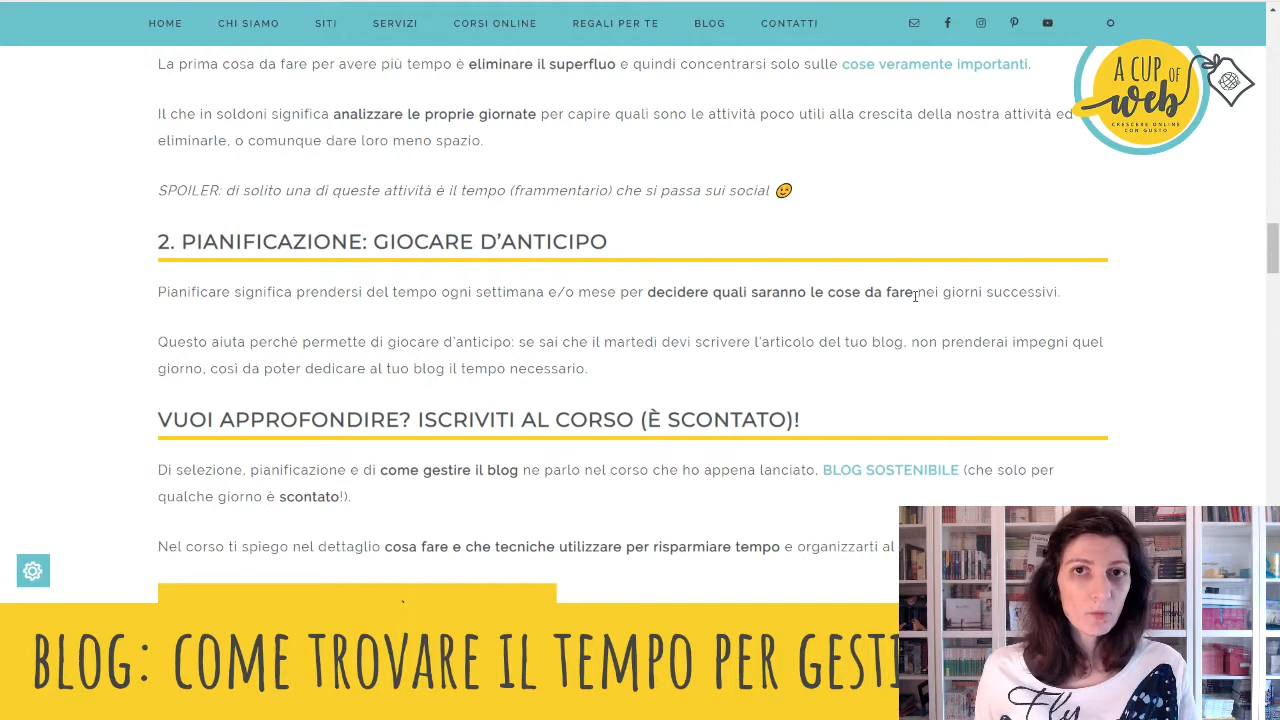 HOME CHI SIAMO SITI SERVIZI CORSI ONLINE REGALI PER TE BLOG CONTATTI
A CUP OF
web
CRESCERE ONLINE
CON GUSTO
La prima cosa da fare per avere più tempo è eliminare il superfluo e quindi concentrarsi solo sulle cose veramente importanti.
Il che in soldoni significa analizzare le proprie giornate per capire quali sono le attività poco utili alla crescita della nostra attività ed
eliminarle, o comunque dare loro meno spazio.
SPOILER: di solito una di queste attività è il tempo (frammentario) che si passa sui social 😉
2. PIANIFICAZIONE: GIOCARE D’ANTICIPO
Pianificare significa prendersi del tempo ogni settimana e/o mese per decidere quali saranno le cose da fare nei giorni successivi.
Questo aiuta perché permette di giocare d’anticipo: se sai che il martedì devi scrivere l’articolo del tuo blog, non prenderai impegni quel
giorno, così da poter dedicare al tuo blog il tempo necessario.
VUOI APPROFONDIRE? ISCRIVITI AL CORSO (È SCONTATO)!
Di selezione, pianificazione e di come gestire il blog ne parlo nel corso che ho appena lanciato, BLOG SOSTENIBILE (che solo per
qualche giorno è scontato!).
Nel corso ti spiego nel dettaglio cosa fare e che tecniche utilizzare per risparmiare tempo e organizzarti al
BLOG: COME TROVARE IL TEMPO PER GESTI
Fly